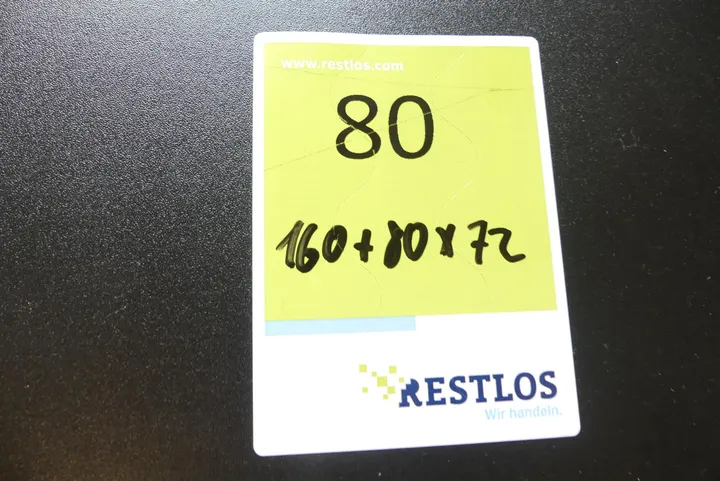 www.restlos.com
80
160+80x72
RESTLOS
Wir handeln.